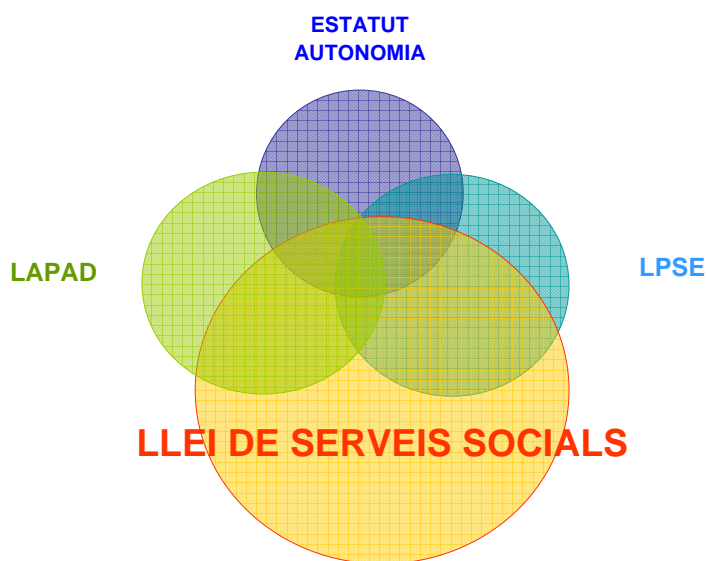 ESTATUT
AUTONOMIA
LAPAD
LPSE
LLEI DE SERVEIS SOCIALS